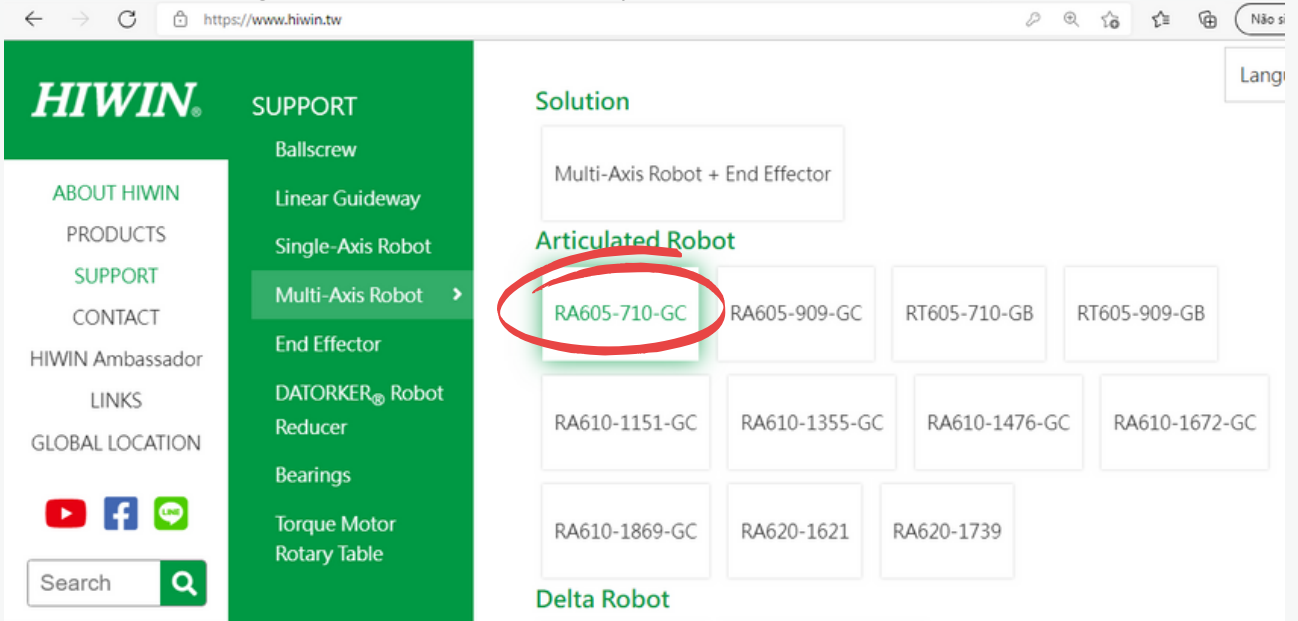 https://www.hiwin.tw
Não si
HIWIN®
ABOUT HIWIN
PRODUCTS
SUPPORT
CONTACT
HIWIN Ambassador
LINKS
GLOBAL LOCATION
LINE
Search
SUPPORT
Ballscrew
Linear Guideway
Single-Axis Robot
Multi-Axis Robot
End Effector
DATORKER® Robot
Reducer
Bearings
Torque Motor
Rotary Table
Langu
Solution
Multi-Axis Robot + End Effector
Articulated Robot
RA605-710-GC RA605-909-GC RT605-710-GB RT605-909-GB
RA610-1151-GC RA610-1355-GC RA610-1476-GC RA610-1672-GC
RA610-1869-GC RA620-1621 RA620-1739
Delta Robot